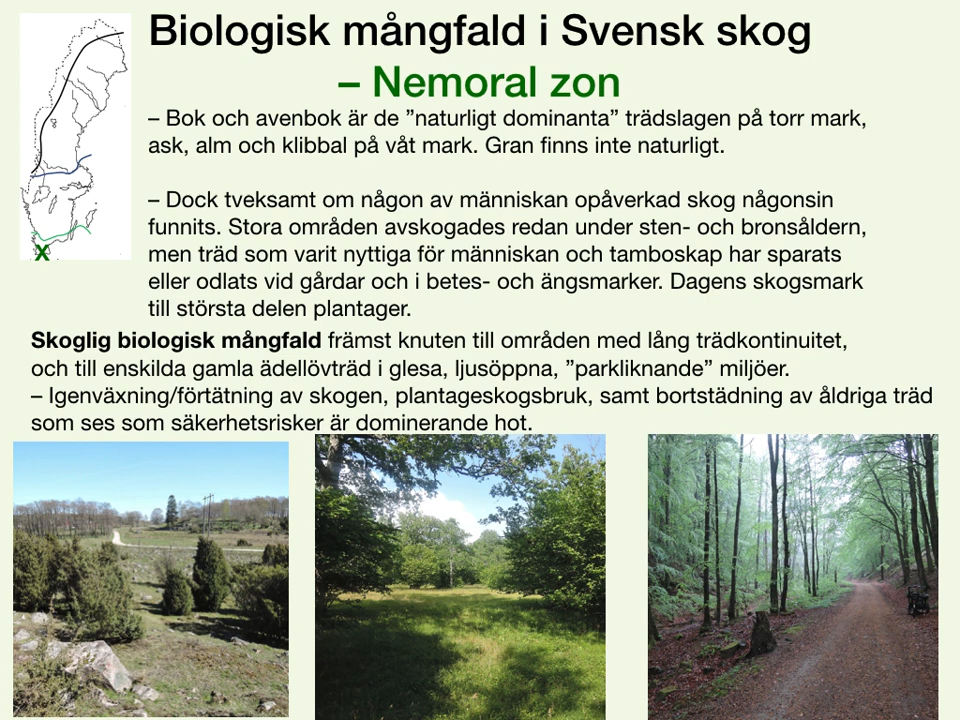 Biologisk mångfald i Svensk skog
– Nemoral zon
– Bok och avenbok är de ”naturligt dominanta” trädslagen på torr mark,
ask, alm och klibbal på våt mark. Gran finns inte naturligt.
– Dock tveksamt om någon av människan opåverkad skog någonsin
funnits. Stora områden avskogades redan under sten- och bronsåldern,
men träd som varit nyttiga för människan och tamboskap har sparats
eller odlats vid gårdar och i betes- och ängsmarker. Dagens skogsmark
till största delen plantager.
X
Skoglig biologisk mångfald främst knuten till områden med lång trädkontinuitet,
och till enskilda gamla ädellövträd i glesa, ljusöppna, ”parkliknande” miljöer.
– Igenväxning/förtätning av skogen, plantageskogsbruk, samt bortstädning av åldriga träd
som ses som säkerhetsrisker är dominerande hot.